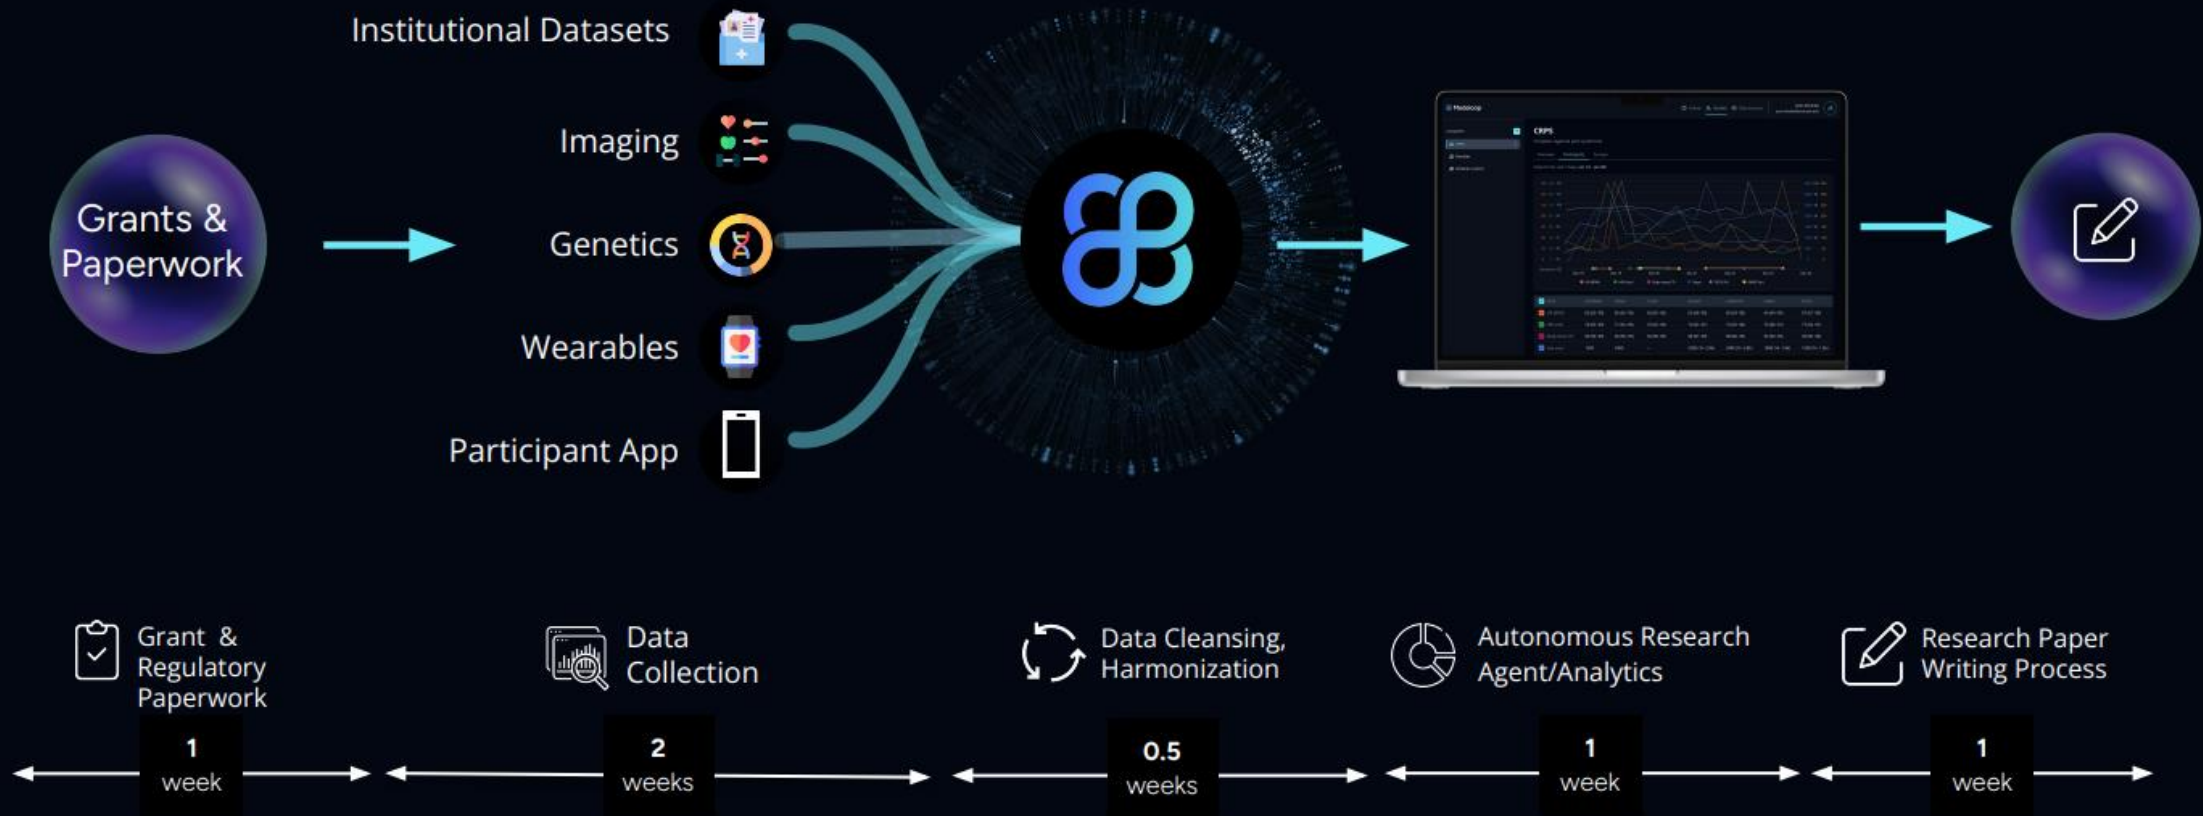 Institutional Datasets
Imaging
Grants &
Paperwork
Genetics
Wearables
Participant App
CRPS
Grant &
Regulatory
Paperwork
Data
Collection
Data Cleansing,
Harmonization
Autonomous Research
Agent/Analytics
Research Paper
Writing Process
1
week
2
weeks
0.5
weeks
1
week
1
week